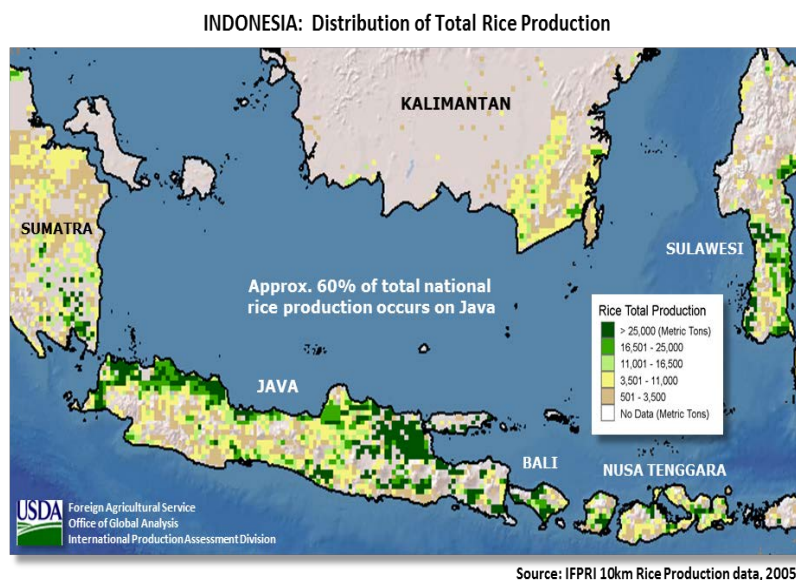 INDONESIA: Distribution of Total Rice Production
KALIMANTAN
SUMATRA
SULAWESI
Approx. 60% of total national
rice production occurs on Java
Rice Total Production
> 25,000 (Metric Tons)
16,501 - 25,000
11,001 - 16,500
3,501 - 11,000
501 - 3,500
No Data (Metric Tons)
JAVA
BALI
NUSA TENGGARA
USDA
Foreign Agricultural Service
Office of Global Analysis
International Production Assessment Division
Source: IFPRI 10km Rice Production data, 2005